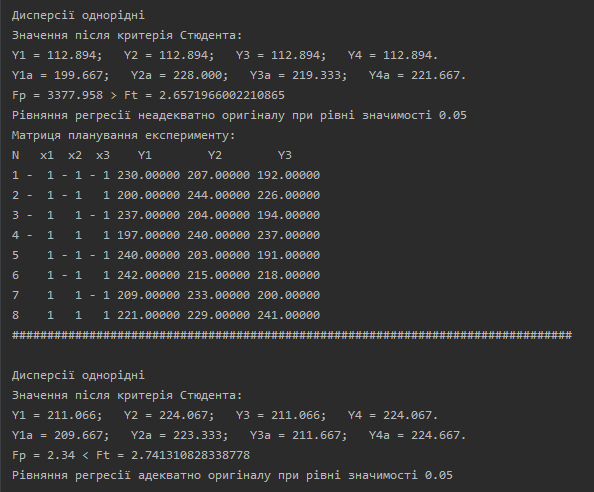 Дисперсії однорідні
Значення після критерія Стюдента:
Y1 = 112.894;   Y2 = 112.894;   Y3 = 112.894;   Y4 = 112.894.
Y1a = 199.667;   Y2a = 228.000;   Y3a = 219.333;   Y4a = 221.667.
Fp = 3377.958 > Ft = 2.6571966002210865
Рівняння регресії неадекватно оригіналу при рівні значимості 0.05
Матриця планування експерименту:
N   x1  x2  x3    Y1        Y2        Y3
1 -  1 - 1 - 1 230.00000 207.00000 192.00000
2 -  1 - 1   1 200.00000 244.00000 226.00000
3 -  1   1 - 1 237.00000 204.00000 194.00000
4 -  1   1   1 197.00000 240.00000 237.00000
5    1 - 1 - 1 240.00000 203.00000 191.00000
6    1 - 1   1 242.00000 215.00000 218.00000
7    1   1 - 1 209.00000 233.00000 200.00000
8    1   1   1 221.00000 229.00000 241.00000
################################################################################
Дисперсії однорідні
Значення після критерія Стюдента:
Y1 = 211.066;   Y2 = 224.067;   Y3 = 211.066;   Y4 = 224.067.
Y1a = 209.667;   Y2a = 223.333;   Y3a = 211.667;   Y4a = 224.667.
Fp = 2.34 < Ft = 2.741310828338778
Рівняння регресії адекватно оригіналу при рівні значимості 0.05